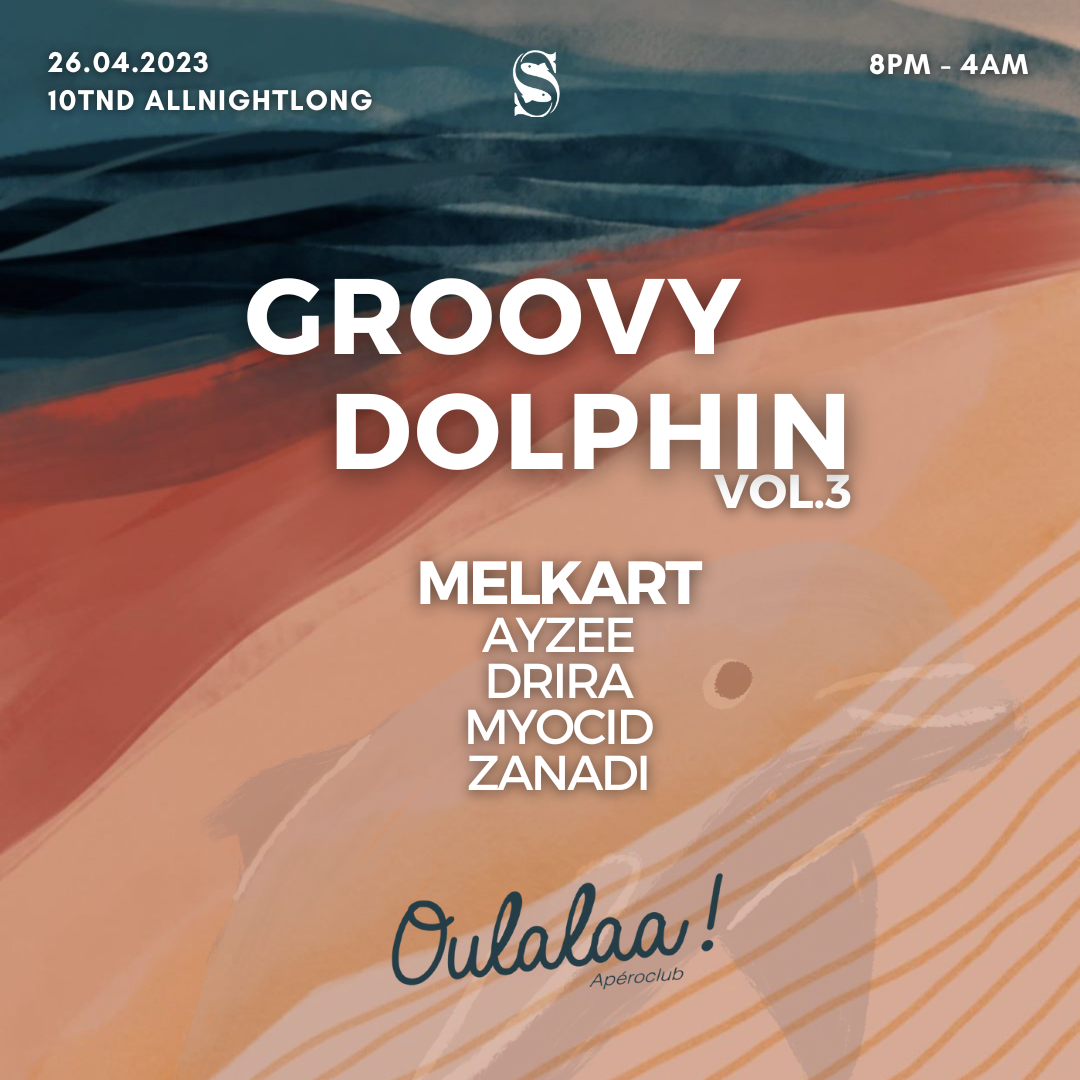 26.04.2023
10TND ALLNIGHTLONG
S
8PM - 4AM
GROOVY
DOLPHIN
VOL.3
MELKART
AYZEE
DRIRA
MYOCID
ZANADI
Oulalaa !
Apéroclub